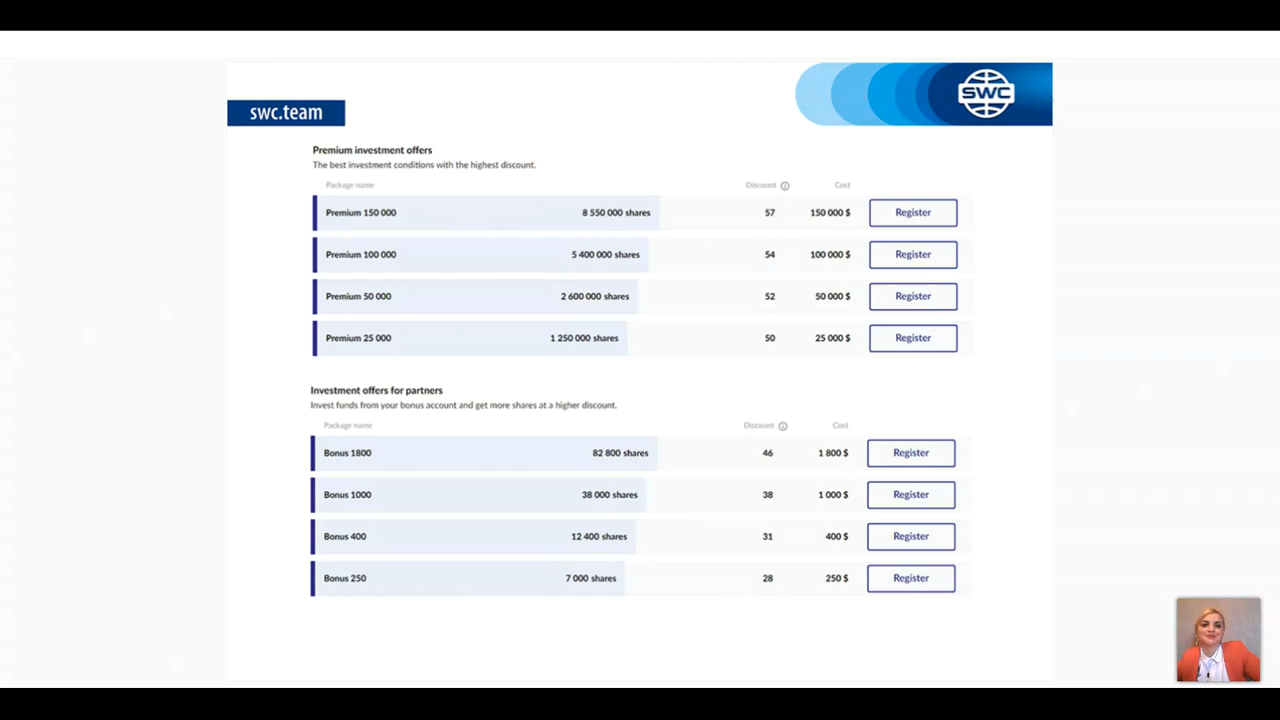 swc.team
SWC
Premium investment offers
The best investment conditions with the highest discount.
Package name Discount Cost
Premium 150 000 8 550 000 shares 57 150 000 $ Register
Premium 100 000 5 400 000 shares 54 100 000 $ Register
Premium 50 000 2 600 000 shares 52 50 000 $ Register
Premium 25 000 1 250 000 shares 50 25 000 $ Register
Investment offers for partners
Invest funds from your bonus account and get more shares at a higher discount.
Package name Discount Cost
Bonus 1800 82 800 shares 46 1 800 $ Register
Bonus 1000 38 000 shares 38 1 000 $ Register
Bonus 400 12 400 shares 31 400 $ Register
Bonus 250 7 000 shares 28 250 $ Register